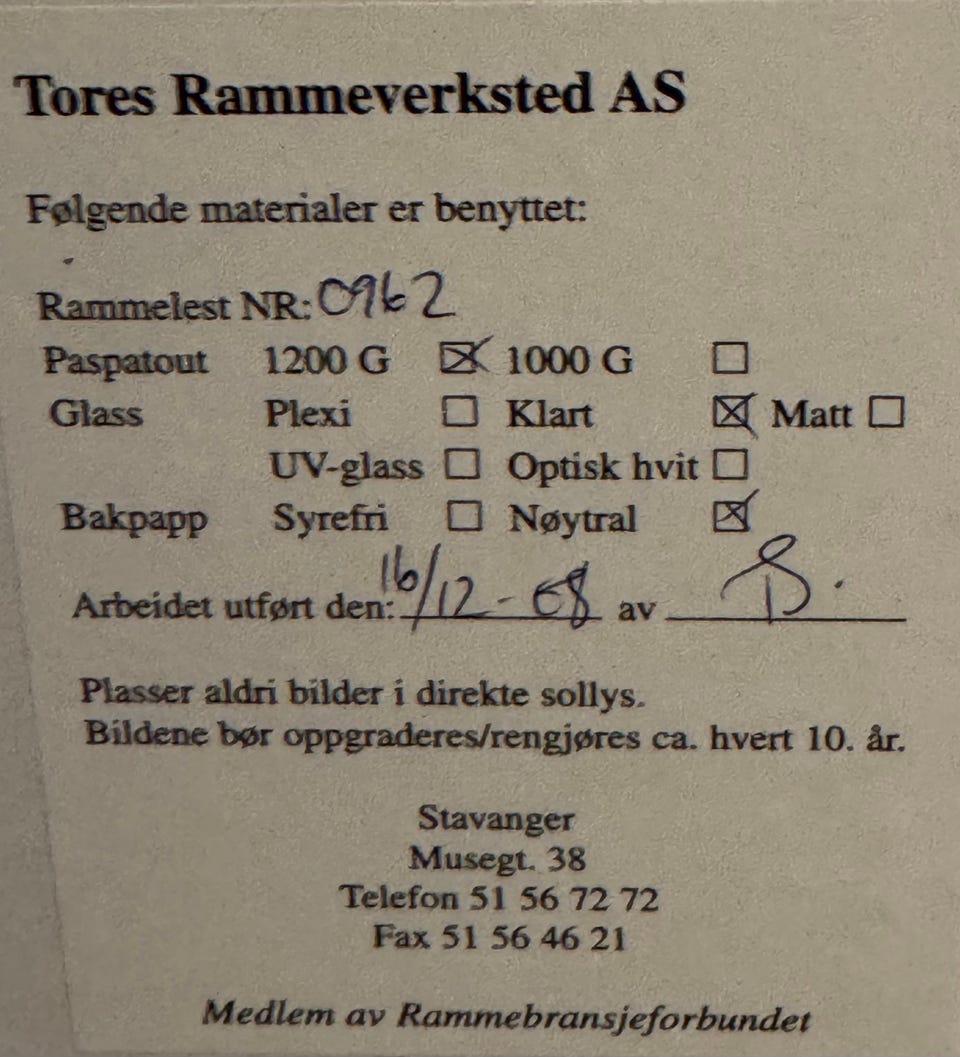 Tores Rammeverksted AS
Følgende materialer er benyttet:
Rammelest NR: 0962
Paspatout 1200 G ☒ 1000 G ☐
Glass Plexi ☐ Klart ☒ Matt ☐
UV-glass ☐ Optisk hvit ☐
Bakpapp Syrefri ☐ Nøytral ☒
Arbeidet utført den: 16/12-08 av
Plasser aldri bilder i direkte sollys.
Bildene bør oppgraderes/rengjøres ca. hvert 10. år.
Stavanger
Musegt. 38
Telefon 51 56 72 72
Fax 51 56 46 21
Medlem av Rammebransjeforbundet